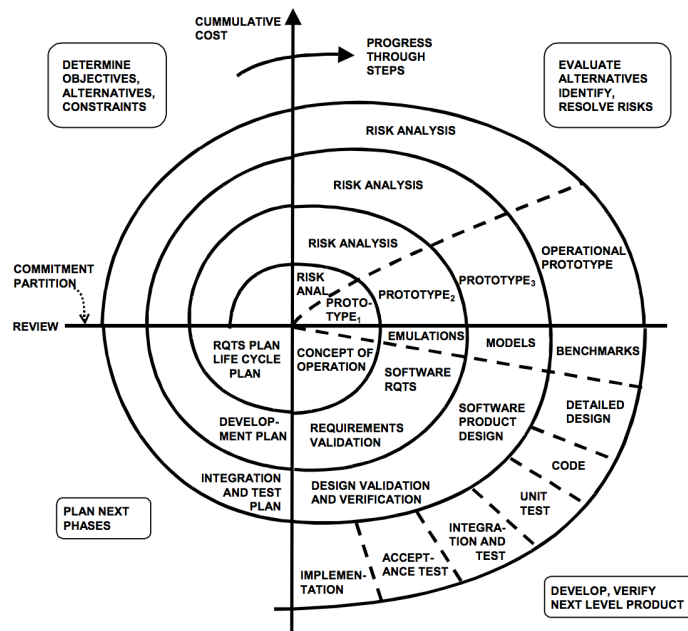 CUMMULATIVE
COST
PROGRESS
THROUGH
STEPS
DETERMINE
OBJECTIVES,
ALTERNATIVES,
CONSTRAINTS
EVALUATE
ALTERNATIVES
IDENTIFY,
RESOLVE RISKS
RISK ANALYSIS
RISK ANALYSIS
RISK ANALYSIS
RISK
ANAL.
PROTO-
TYPE1
PROTOTYPE2
PROTOTYPE3
OPERATIONAL
PROTOTYPE
COMMITMENT
PARTITION
REVIEW
RQTS PLAN
LIFE CYCLE
PLAN
CONCEPT OF
OPERATION
EMULATIONS
MODELS
BENCHMARKS
SOFTWARE
RQTS
SOFTWARE
PRODUCT
DESIGN
DETAILED
DESIGN
DEVELOP-
MENT PLAN
REQUIREMENTS
VALIDATION
CODE
INTEGRATION
AND TEST
PLAN
DESIGN VALIDATION
AND VERIFICATION
UNIT
TEST
INTEGRA-
TION AND
TEST
ACCEPT-
ANCE TEST
IMPLEMEN-
TATION
PLAN NEXT
PHASES
DEVELOP, VERIFY
NEXT LEVEL PRODUCT